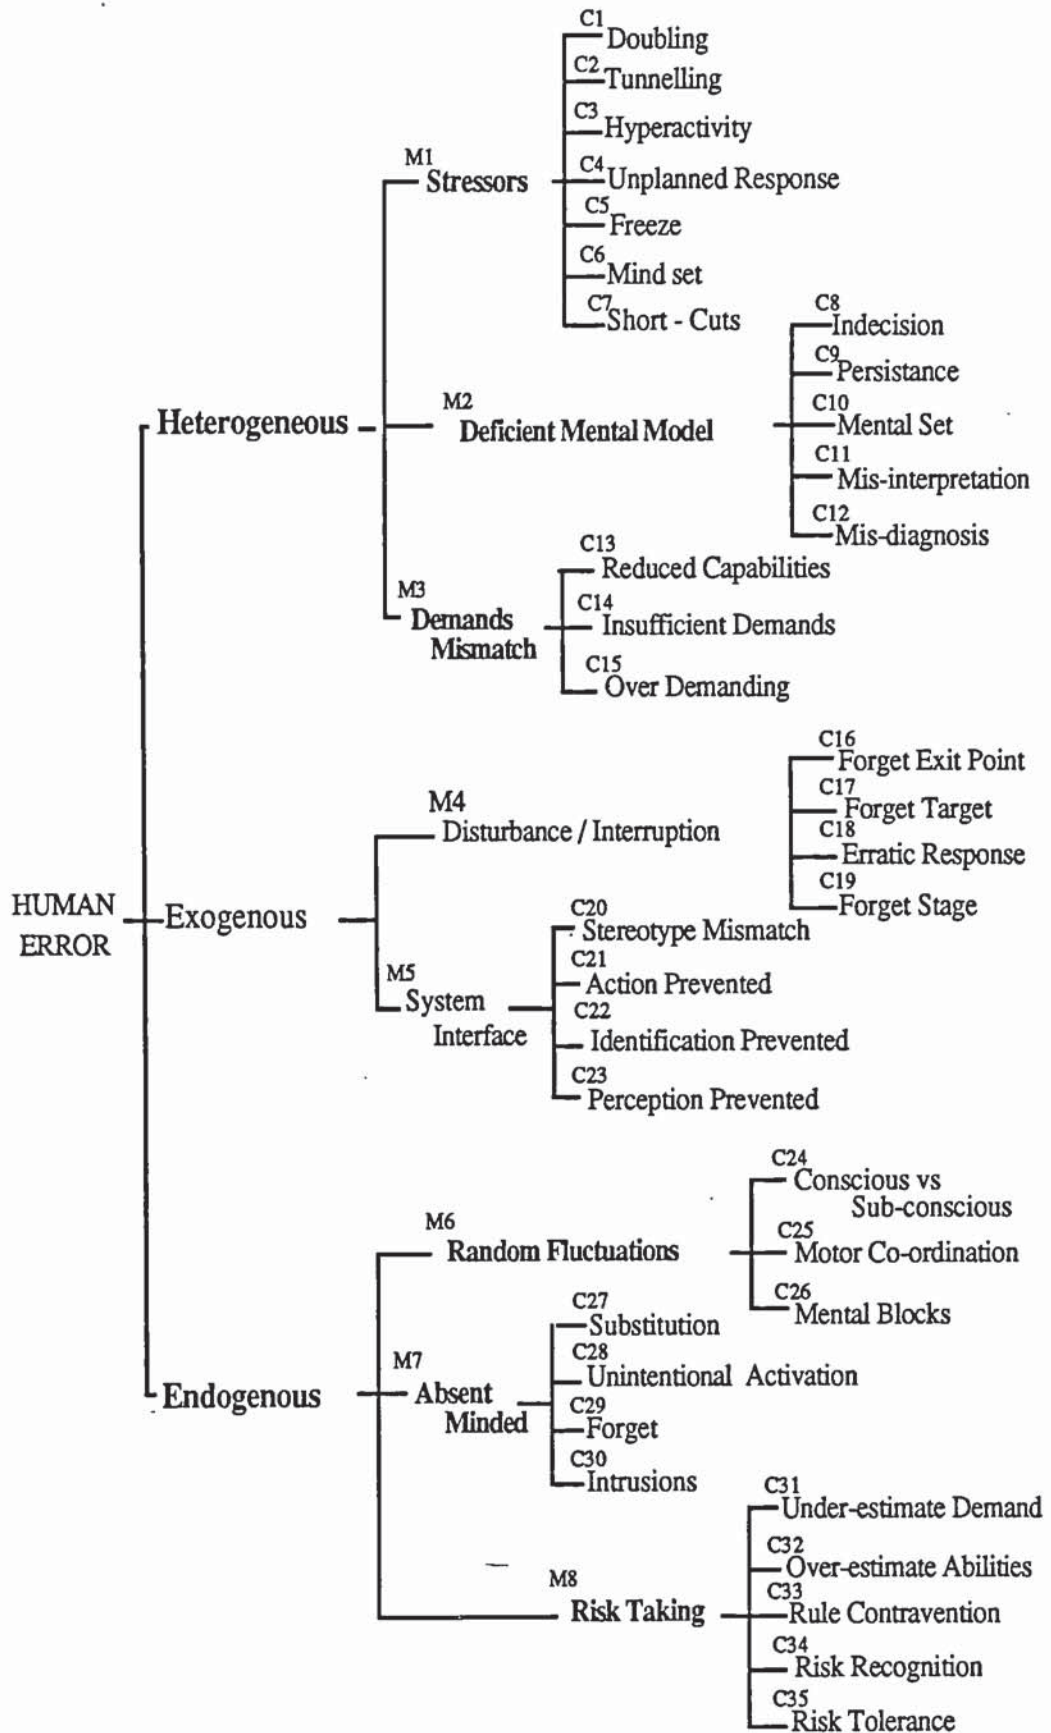 C1
Doubling
C2
Tunnelling
C3
Hyperactivity
M1
Stressors
C4
Unplanned Response
C5
Freeze
C6
Mind set
C7
Short - Cuts
C8
Indecision
C9
Persistance
M2
Heterogeneous
Deficient Mental Model
C10
Mental Set
C11
Mis-interpretation
C12
Mis-diagnosis
C13
Reduced Capabilities
M3
Demands
Mismatch
C14
Insufficient Demands
C15
Over Demanding
C16
Forget Exit Point
M4
Disturbance / Interruption
C17
Forget Target
C18
Erratic Response
C19
Forget Stage
HUMAN
ERROR
Exogenous
C20
Stereotype Mismatch
M5
System
Interface
C21
Action Prevented
C22
Identification Prevented
C23
Perception Prevented
C24
Conscious vs
Sub-conscious
M6
Random Fluctuations
C25
Motor Co-ordination
C26
Mental Blocks
C27
Substitution
M7
Endogenous
Absent
Minded
C28
Unintentional Activation
C29
Forget
C30
Intrusions
C31
Under-estimate Demand
C32
Over-estimate Abilities
M8
Risk Taking
C33
Rule Contravention
C34
Risk Recognition
C35
Risk Tolerance